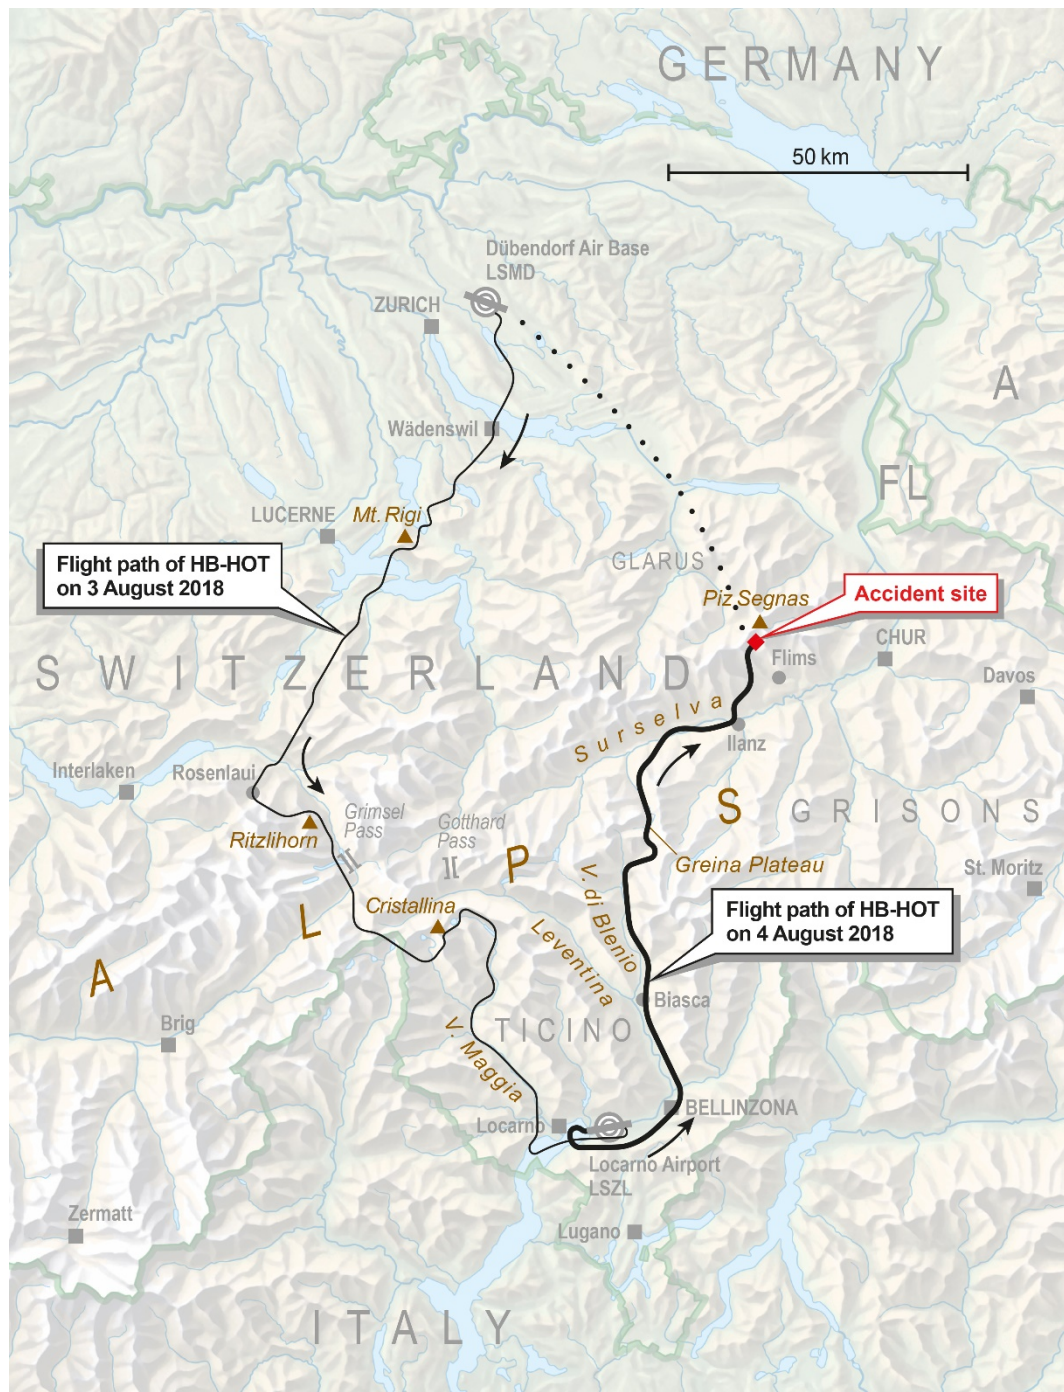 GERMANY
50 km
Dübendorf Air Base
LSMD
ZURICH
A
Wädenswil
FL
LUCERNE
Mt. Rigi
Flight path of HB-HOT
on 3 August 2018
GLARUS
Piz Segnas
Accident site
CHUR
SWITZERLAND
Flims
Davos
Surselva
Ilanz
Interlaken
Rosenlaui
Grimsel
Pass
Gotthard
Pass
Ritzlihorn
GRISONS
Greina Plateau
St. Moritz
ALPS
Cristallina
V. di Blenio
Leventina
Flight path of HB-HOT
on 4 August 2018
Biasca
Brig
TICINO
V. Maggia
Locarno
BELLINZONA
Locarno Airport
LSZL
Zermatt
Lugano
ITALY